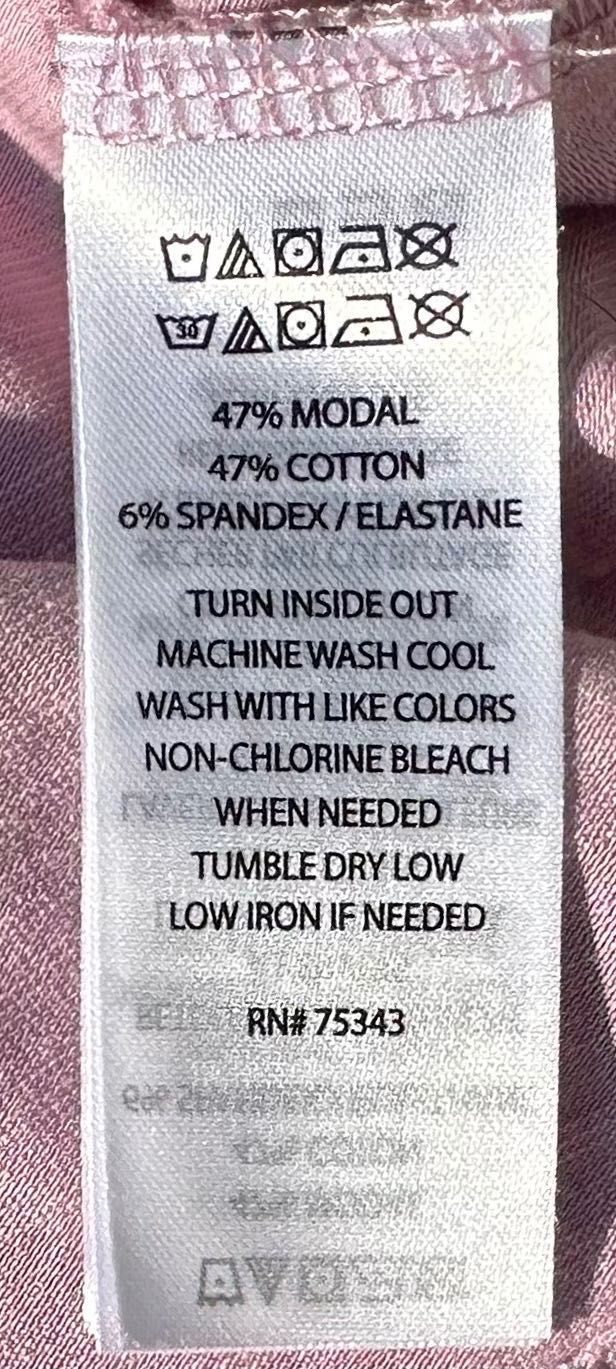 30
47% MODAL
47% COTTON
6% SPANDEX / ELASTANE
TURN INSIDE OUT
MACHINE WASH COOL
WASH WITH LIKE COLORS
NON-CHLORINE BLEACH
WHEN NEEDED
TUMBLE DRY LOW
LOW IRON IF NEEDED
RN# 75343